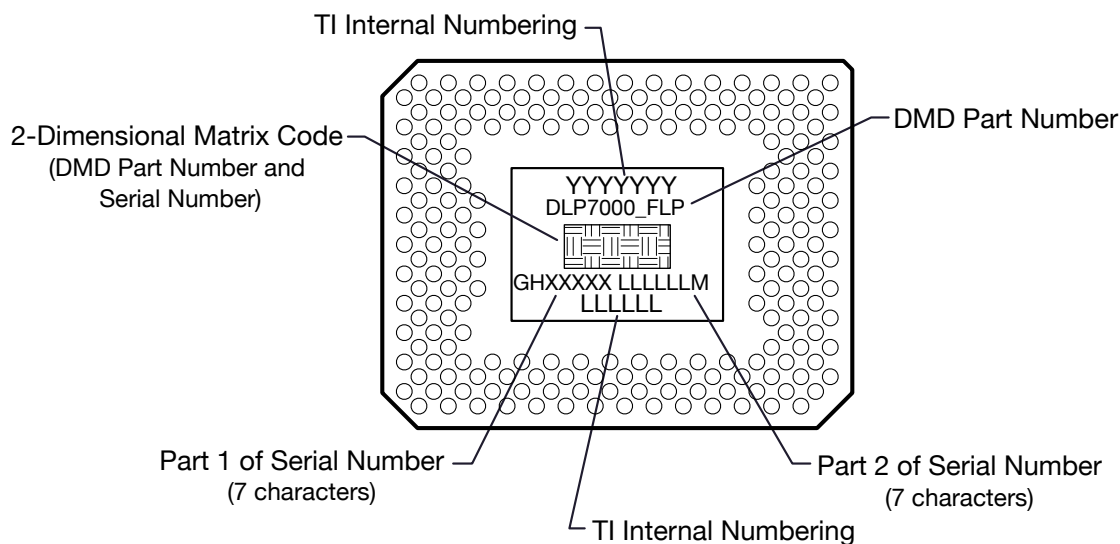 TI Internal Numbering
DMD Part Number
2-Dimensional Matrix Code
(DMD Part Number and
Serial Number)
YYYYYYY
DLP7000_FLP
GHXXXXX LLLLLLM
LLLLLL
Part 1 of Serial Number
(7 characters)
Part 2 of Serial Number
(7 characters)
TI Internal Numbering